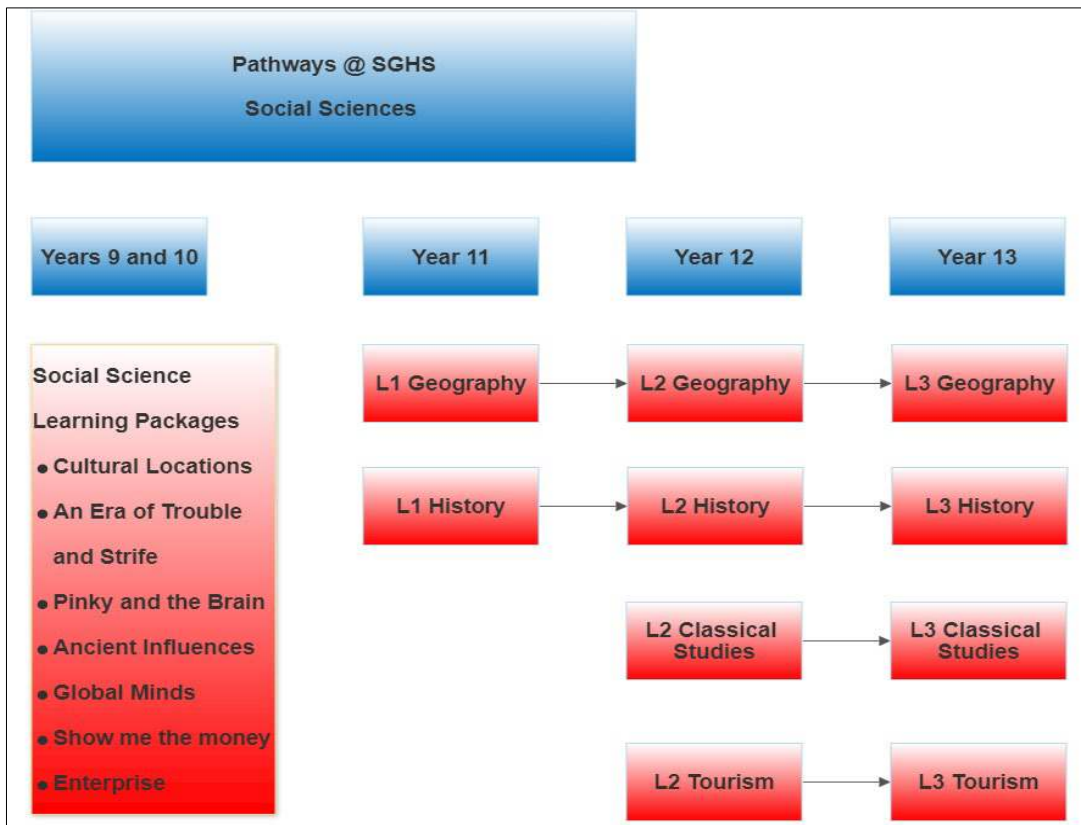 Pathways @ SGHS
Social Sciences
Years 9 and 10
Year 11
Year 12
Year 13
Social Science
Learning Packages
• Cultural Locations
• An Era of Trouble
and Strife
• Pinky and the Brain
• Ancient Influences
• Global Minds
• Show me the money
• Enterprise
L1 Geography
L2 Geography
L3 Geography
L1 History
L2 History
L3 History
L2 Classical
Studies
L3 Classical
Studies
L2 Tourism
L3 Tourism